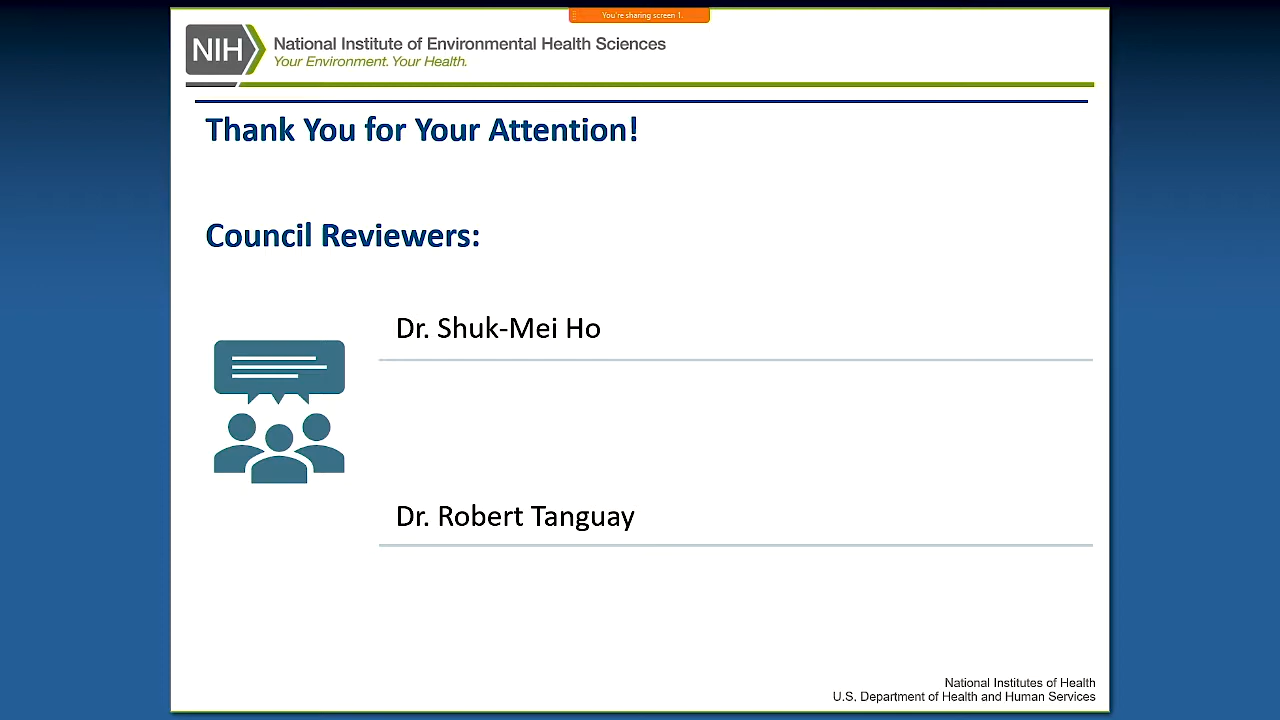 You're sharing screen 1.
NIH
National Institute of Environmental Health Sciences
Your Environment. Your Health.
Thank You for Your Attention!
Council Reviewers:
Dr. Shuk-Mei Ho
Dr. Robert Tanguay
National Institutes of Health
U.S. Department of Health and Human Services